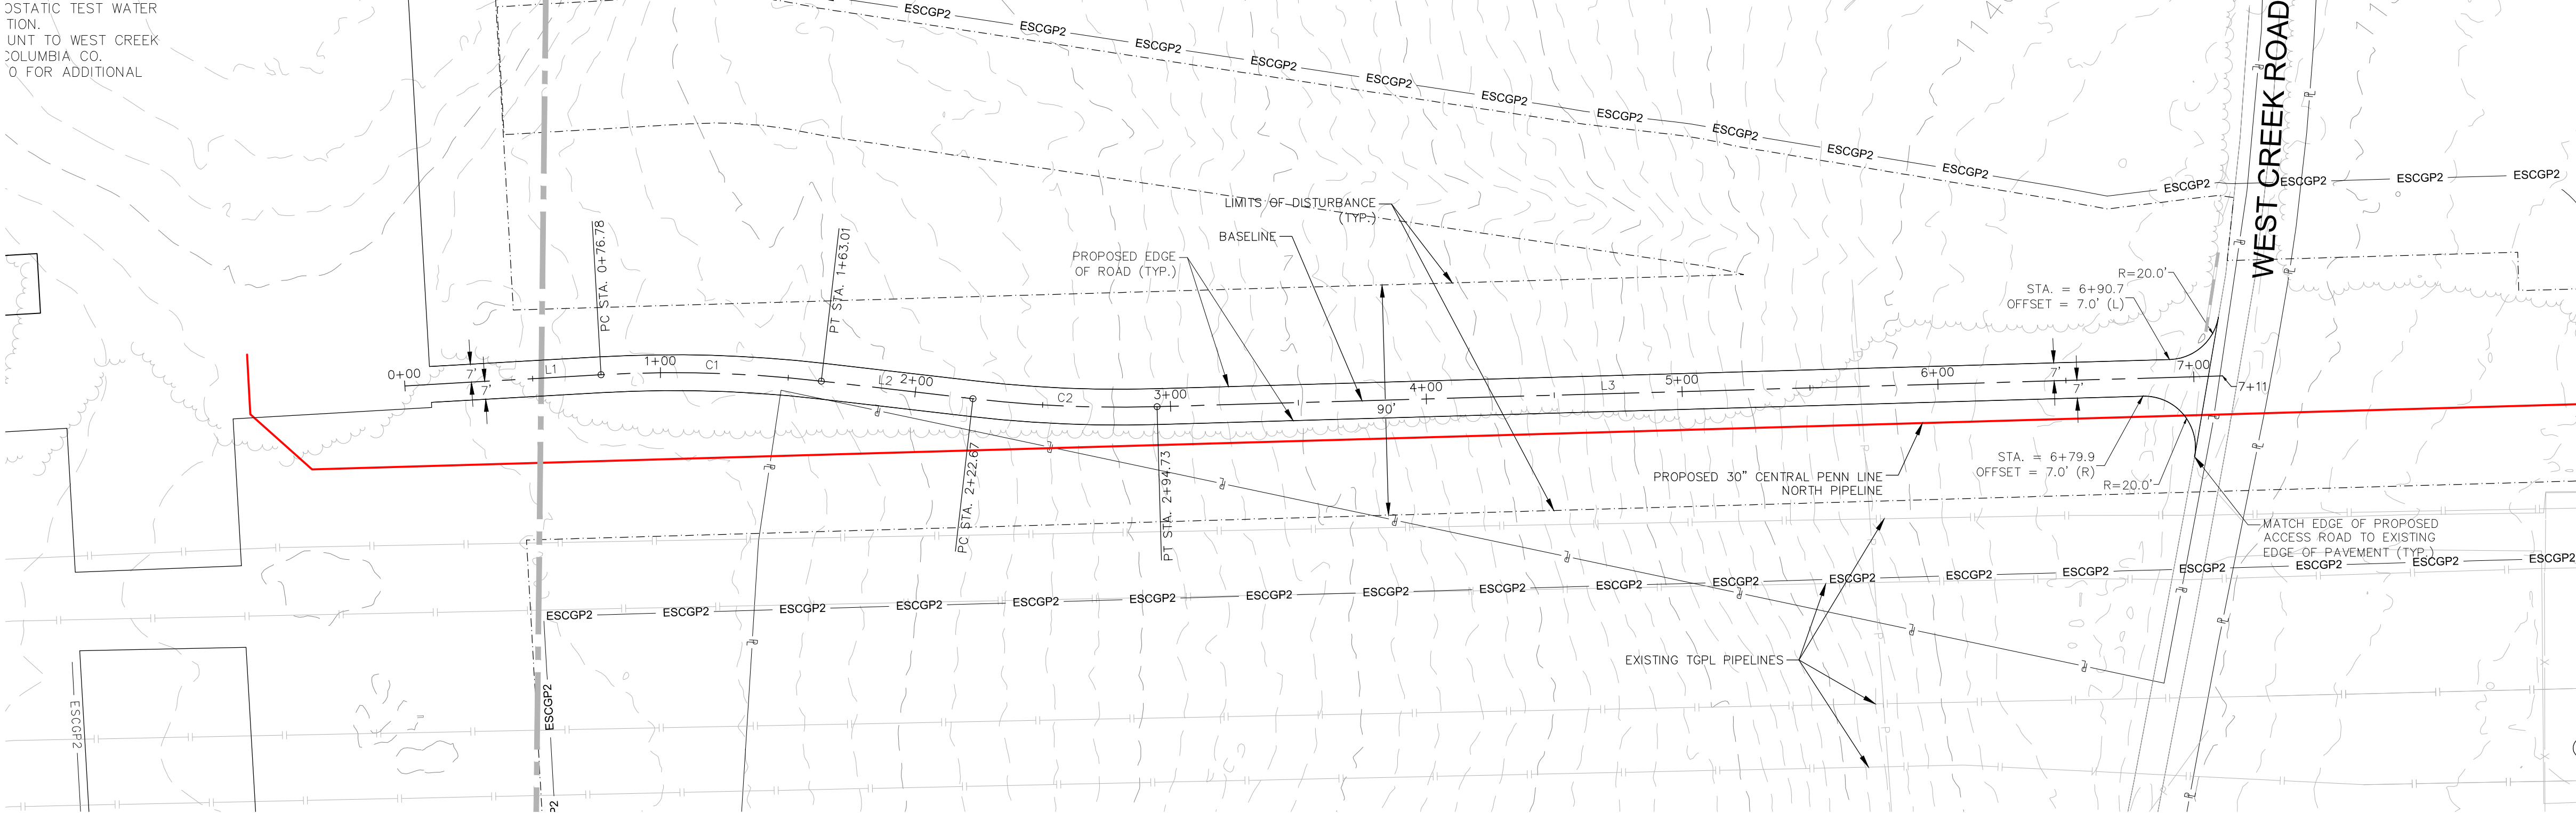 OSTATIC TEST WATER
TION.
UNT TO WEST CREEK
COLUMBIA CO.
O FOR ADDITIONAL
ESCGP2 ESCGP2 ESCGP2 ESCGP2 ESCGP2 ESCGP2 ESCGP2 ESCGP2 ESCGP2 ESCGP2 ESCGP2 ESCGP2 ESCGP2 ESCGP2
WEST CREEK ROAD
LIMITS OF DISTURBANCE
(TYP.)
BASELINE
PROPOSED EDGE
OF ROAD (TYP.)
PC STA. 0+76.78
PT STA. 1+63.01
R=20.0'
STA. = 6+90.7
OFFSET = 7.0' (L)
0+00
7'
7'
L1
1+00
C1
L2
2+00
C2
3+00
90'
4+00
L3
5+00
6+00
7'
7'
7+00
7+11
PC STA. 2+22.67
PT STA. 2+94.73
PROPOSED 30" CENTRAL PENN LINE
NORTH PIPELINE
STA. = 6+79.9
OFFSET = 7.0' (R)
R=20.0'
MATCH EDGE OF PROPOSED
ACCESS ROAD TO EXISTING
EDGE OF PAVEMENT (TYP.)
ESCGP2 ESCGP2 ESCGP2 ESCGP2 ESCGP2 ESCGP2 ESCGP2 ESCGP2 ESCGP2 ESCGP2 ESCGP2 ESCGP2 ESCGP2 ESCGP2 ESCGP2 ESCGP2 ESCGP2 ESCGP2
EXISTING TGPL PIPELINES
ESCGP2
ESCGP2
P2